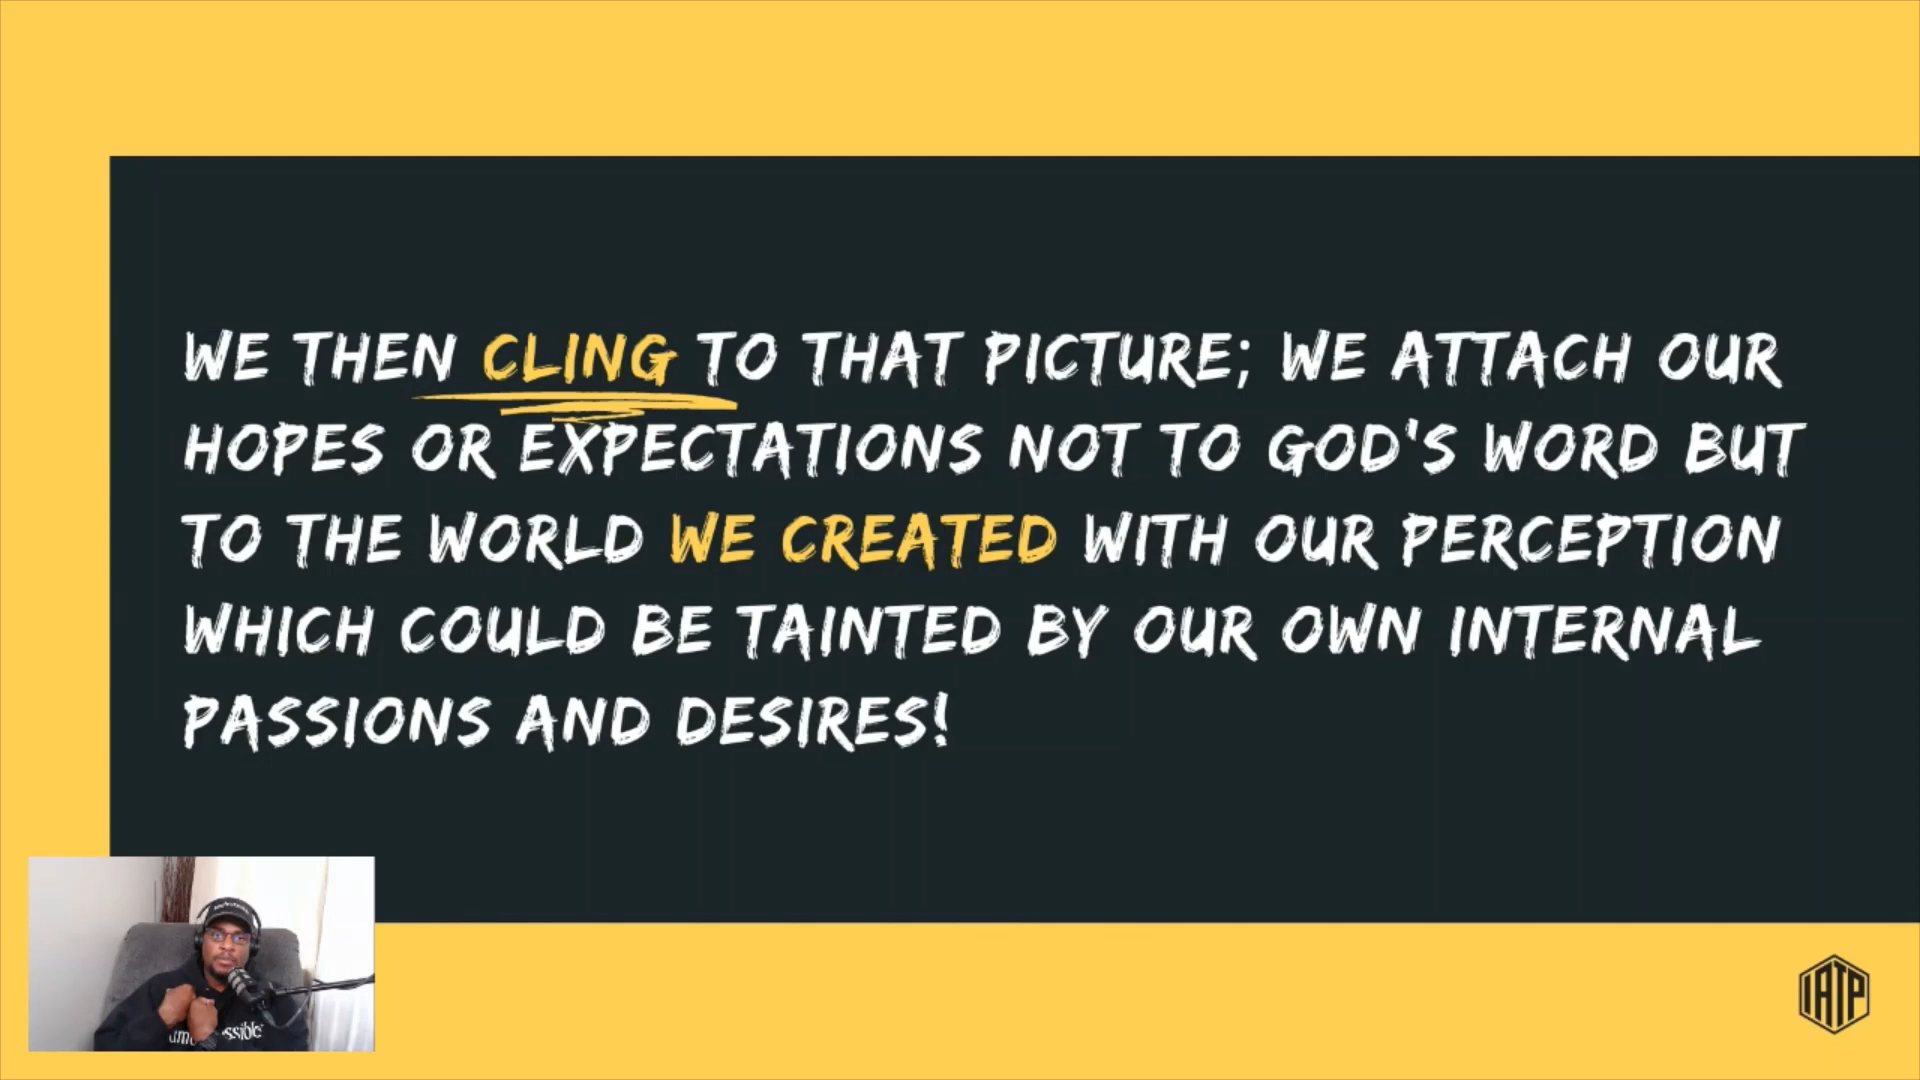 WE THEN CLING TO THAT PICTURE; WE ATTACH OUR
HOPES OR EXPECTATIONS NOT TO GOD'S WORD BUT
TO THE WORLD WE CREATED WITH OUR PERCEPTION
WHICH COULD BE TAINTED BY OUR OWN INTERNAL
PASSIONS AND DESIRES!
IATP